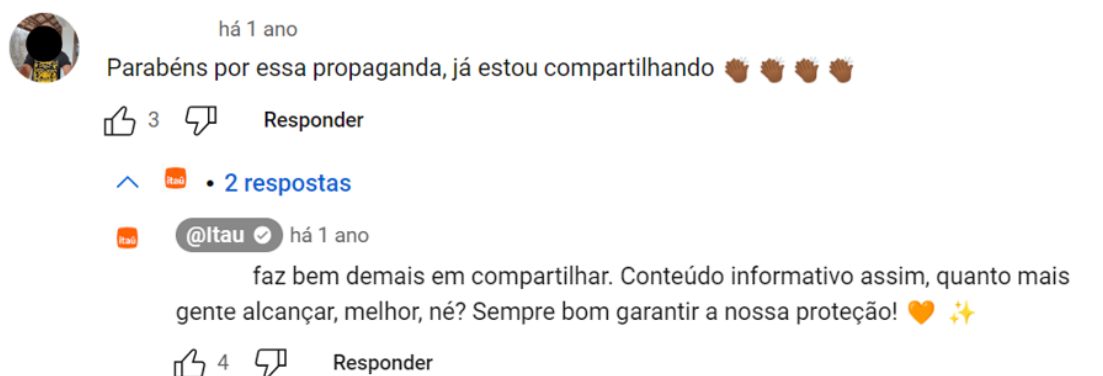 há 1 ano
Parabéns por essa propaganda, já estou compartilhando 👏🏾 👏🏾 👏🏾 👏🏾
3 Responder
itaú • 2 respostas
itaú @Itau há 1 ano
faz bem demais em compartilhar. Conteúdo informativo assim, quanto mais
gente alcançar, melhor, né? Sempre bom garantir a nossa proteção! 🧡 ✨
4 Responder